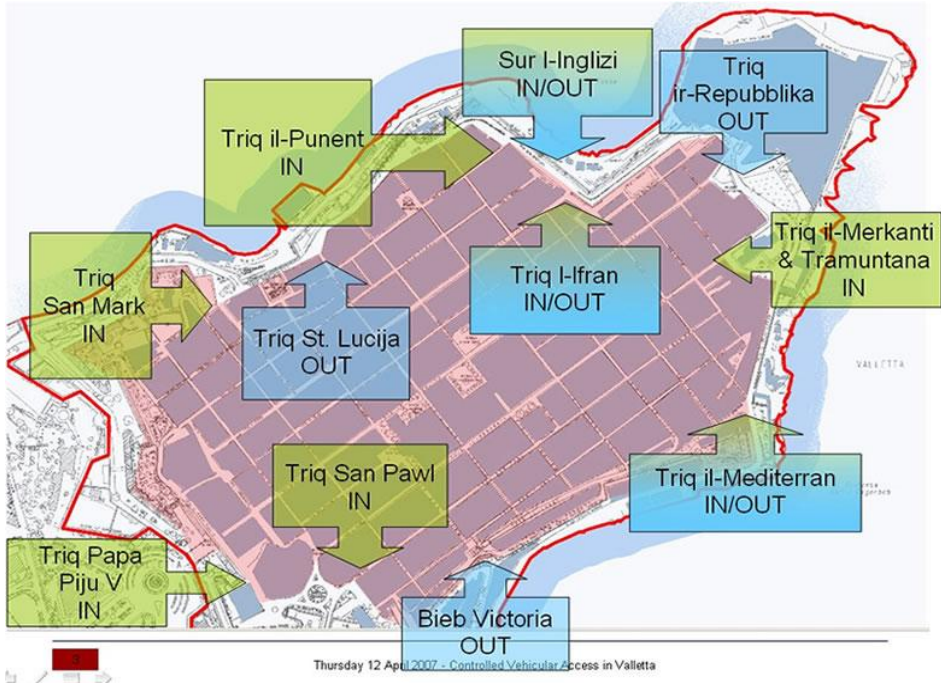 Sur l-Inglizi
IN/OUT
Triq
ir-Repubblika
OUT
Triq il-Punent
IN
Triq il-Merkanti
& Tramuntana
IN
Triq
San Mark
IN
Triq l-Ifran
IN/OUT
Triq St. Lucija
OUT
VALLETTA
Triq San Pawl
IN
Triq il-Mediterran
IN/OUT
Triq Papa
Piju V
IN
Bieb Victoria
OUT
3
Thursday 12 April 2007 - Controlled Vehicular Access in Valletta